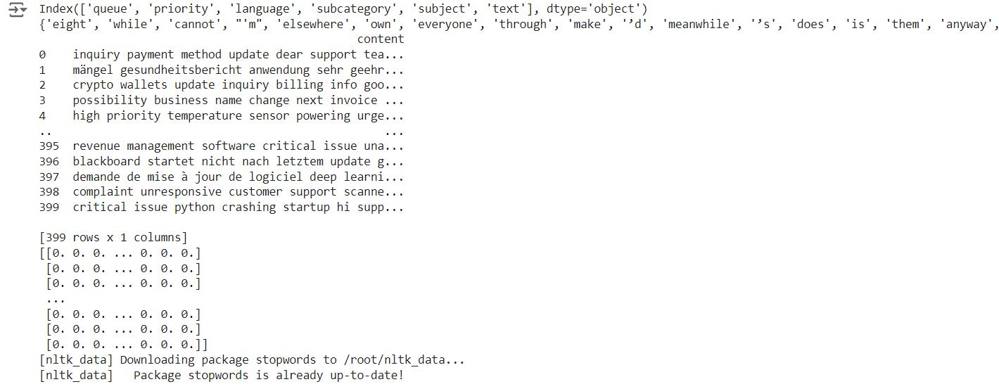 Index(['queue', 'priority', 'language', 'subcategory', 'subject', 'text'], dtype='object')
{'eight', 'while', 'cannot', "'m", 'elsewhere', 'own', 'everyone', 'through', 'make', '’d', 'meanwhile', '’s', 'does', 'is', 'them', 'anyway',
content
0 inquiry payment method update dear support tea...
1 mängel gesundheitsbericht anwendung sehr geehr...
2 crypto wallets update inquiry billing info goo...
3 possibility business name change next invoice ...
4 high priority temperature sensor powering urge...
.. ...
395 revenue management software critical issue una...
396 blackboard startet nicht nach letztem update g...
397 demande de mise à jour de logiciel deep learni...
398 complaint unresponsive customer support scanne...
399 critical issue python crashing startup hi supp...
[399 rows x 1 columns]
[[0. 0. 0. ... 0. 0. 0.]
[0. 0. 0. ... 0. 0. 0.]
[0. 0. 0. ... 0. 0. 0.]
...
[0. 0. 0. ... 0. 0. 0.]
[0. 0. 0. ... 0. 0. 0.]
[0. 0. 0. ... 0. 0. 0.]]
[nltk_data] Downloading package stopwords to /root/nltk_data...
[nltk_data] Package stopwords is already up-to-date!